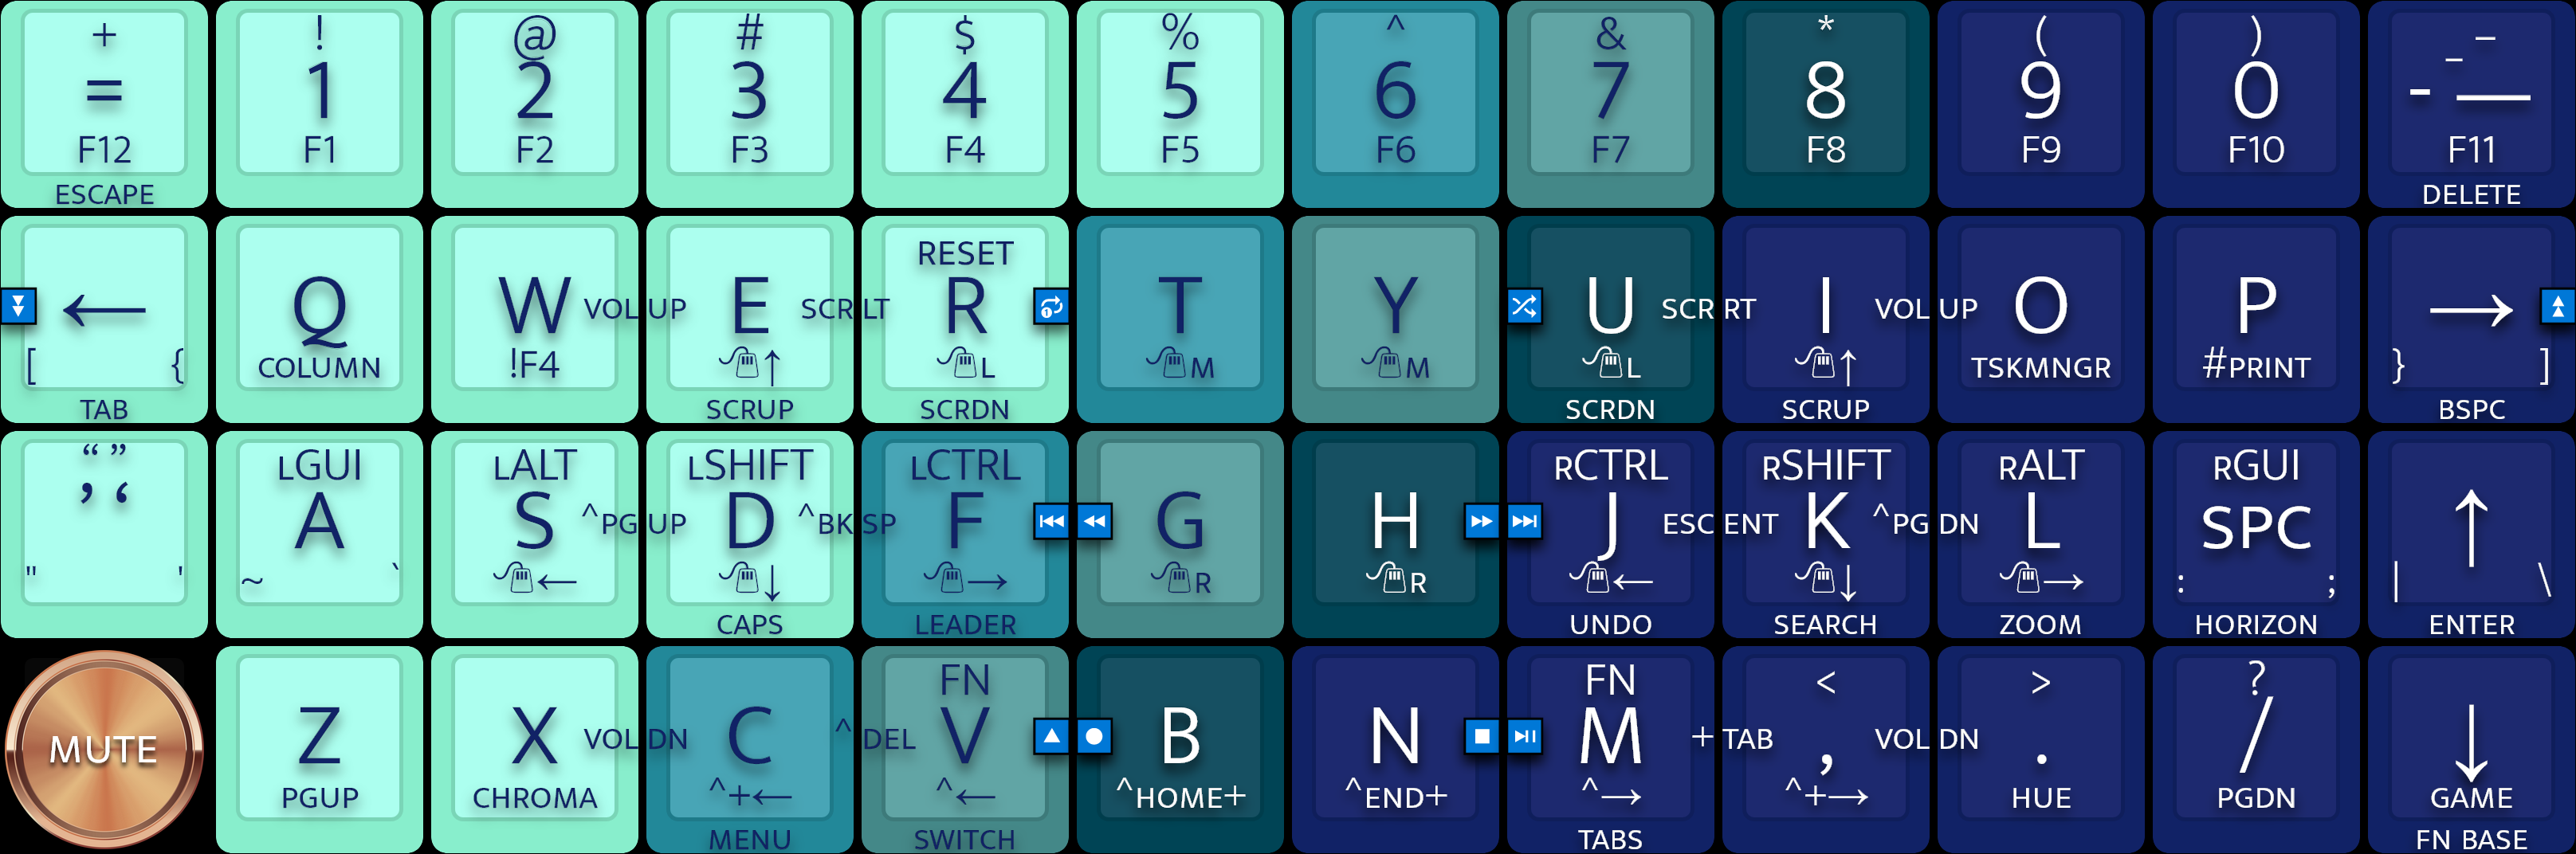 + ! @ # $ % ^ & * ( ) _ –
= 1 2 3 4 5 6 7 8 9 0 - —
F12 F1 F2 F3 F4 F5 F6 F7 F8 F9 F10 F11
ESCAPE DELETE
RESET
← Q W VOL UP E SCR LT R T Y U SCR RT I VOL UP O P →
[ { COLUMN !F4 ↑ L M M L ↑ TSKMNGR #PRINT } ]
TAB SCRUP SCRDN SCRDN SCRUP BSPC
“ ” LGUI LALT LSHIFT LCTRL RCTRL RSHIFT RALT RGUI
’ ‘ A S ^PG UP D ^BK SP F G H J ESC ENT K ^PG DN L SPC ↑
" ' ~ ` ← ↓ → R R ← ↓ → : ; | \
CAPS LEADER UNDO SEARCH ZOOM HORIZON ENTER
FN FN < > ?
MUTE Z X VOL DN C ^ DEL V B N M + TAB , VOL DN . / ↓
PGUP CHROMA ^+← ^← ^HOME+ ^END+ ^→ ^+→ HUE PGDN GAME
MENU SWITCH TABS FN BASE